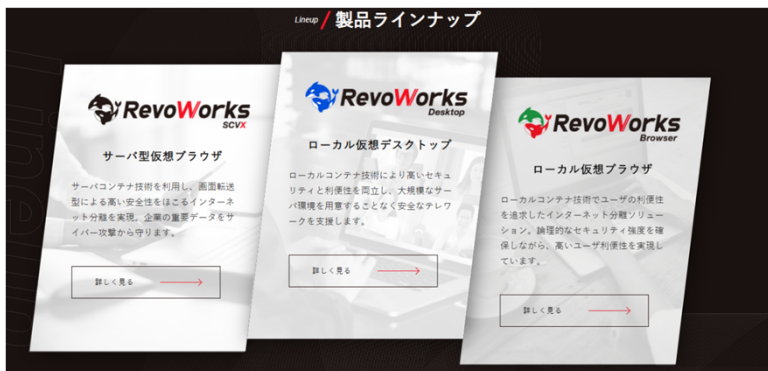 Lineup / 製品ラインナップ
RevoWorks
SCVX
サーバ型仮想ブラウザ
サーバコンテナ技術を利用し、画面転送
型による高い安全性をほこるインターネ
ット分離を実現。企業の重要データをサ
イバー攻撃から守ります。
詳しく見る
RevoWorks
Desktop
ローカル仮想デスクトップ
ローカルコンテナ技術により高いセキュ
リティと利便性を両立し、大規模なサー
バ環境を用意することなく安全なテレワ
ークを支援します。
詳しく見る
RevoWorks
Browser
ローカル仮想ブラウザ
ローカルコンテナ技術でユーザの利便性
を追求したインターネット分離ソリュー
ション。論理的なセキュリティ強度を確
保しながら、高いユーザ利便性を実現し
ています。
詳しく見る